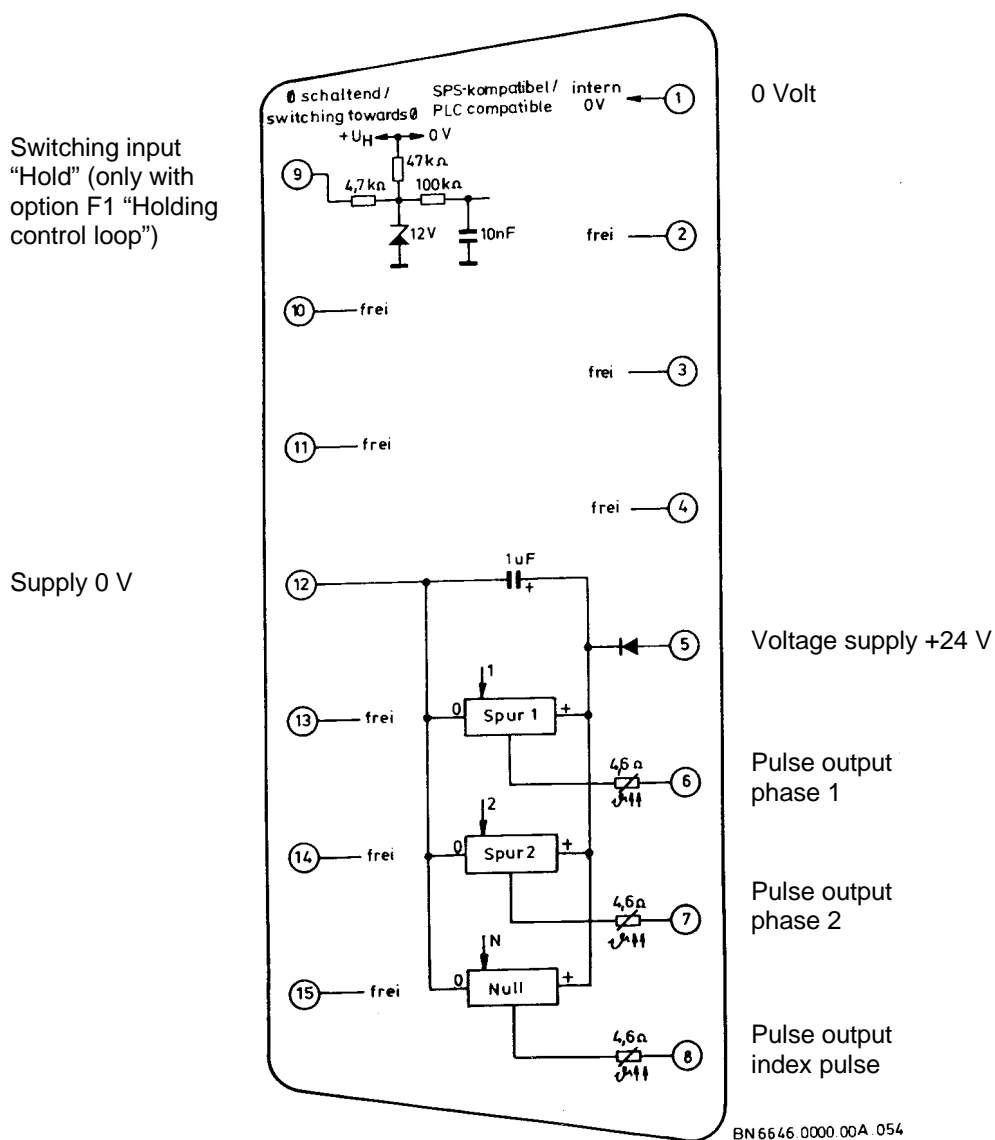 0 schaltend /
switching towards 0
SPS-kompatibel /
PLC compatible
intern
0V
1
0 Volt
+UH
0 V
47kΩ
Switching input
“Hold” (only with
option F1 “Holding
control loop”)
9
4,7kΩ
100kΩ
12V
10nF
frei
2
10
frei
frei
3
11
frei
frei
4
Supply 0 V
12
1uF
+
5
Voltage supply +24 V
1
13
frei
0
Spur 1
+
4,6Ω
6
Pulse output
phase 1
2
14
frei
0
Spur 2
+
4,6Ω
7
Pulse output
phase 2
N
15
frei
0
Null
+
4,6Ω
8
Pulse output
index pulse
BN6646.0000.00A.054